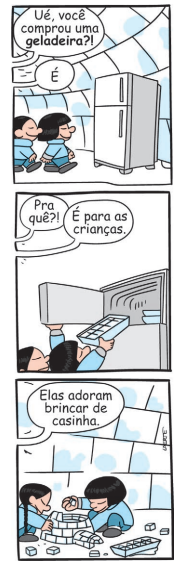 Ué, você
comprou uma
geladeira?!
É
Pra
quê?!
É para as
crianças.
Elas adoram
brincar de
casinha.